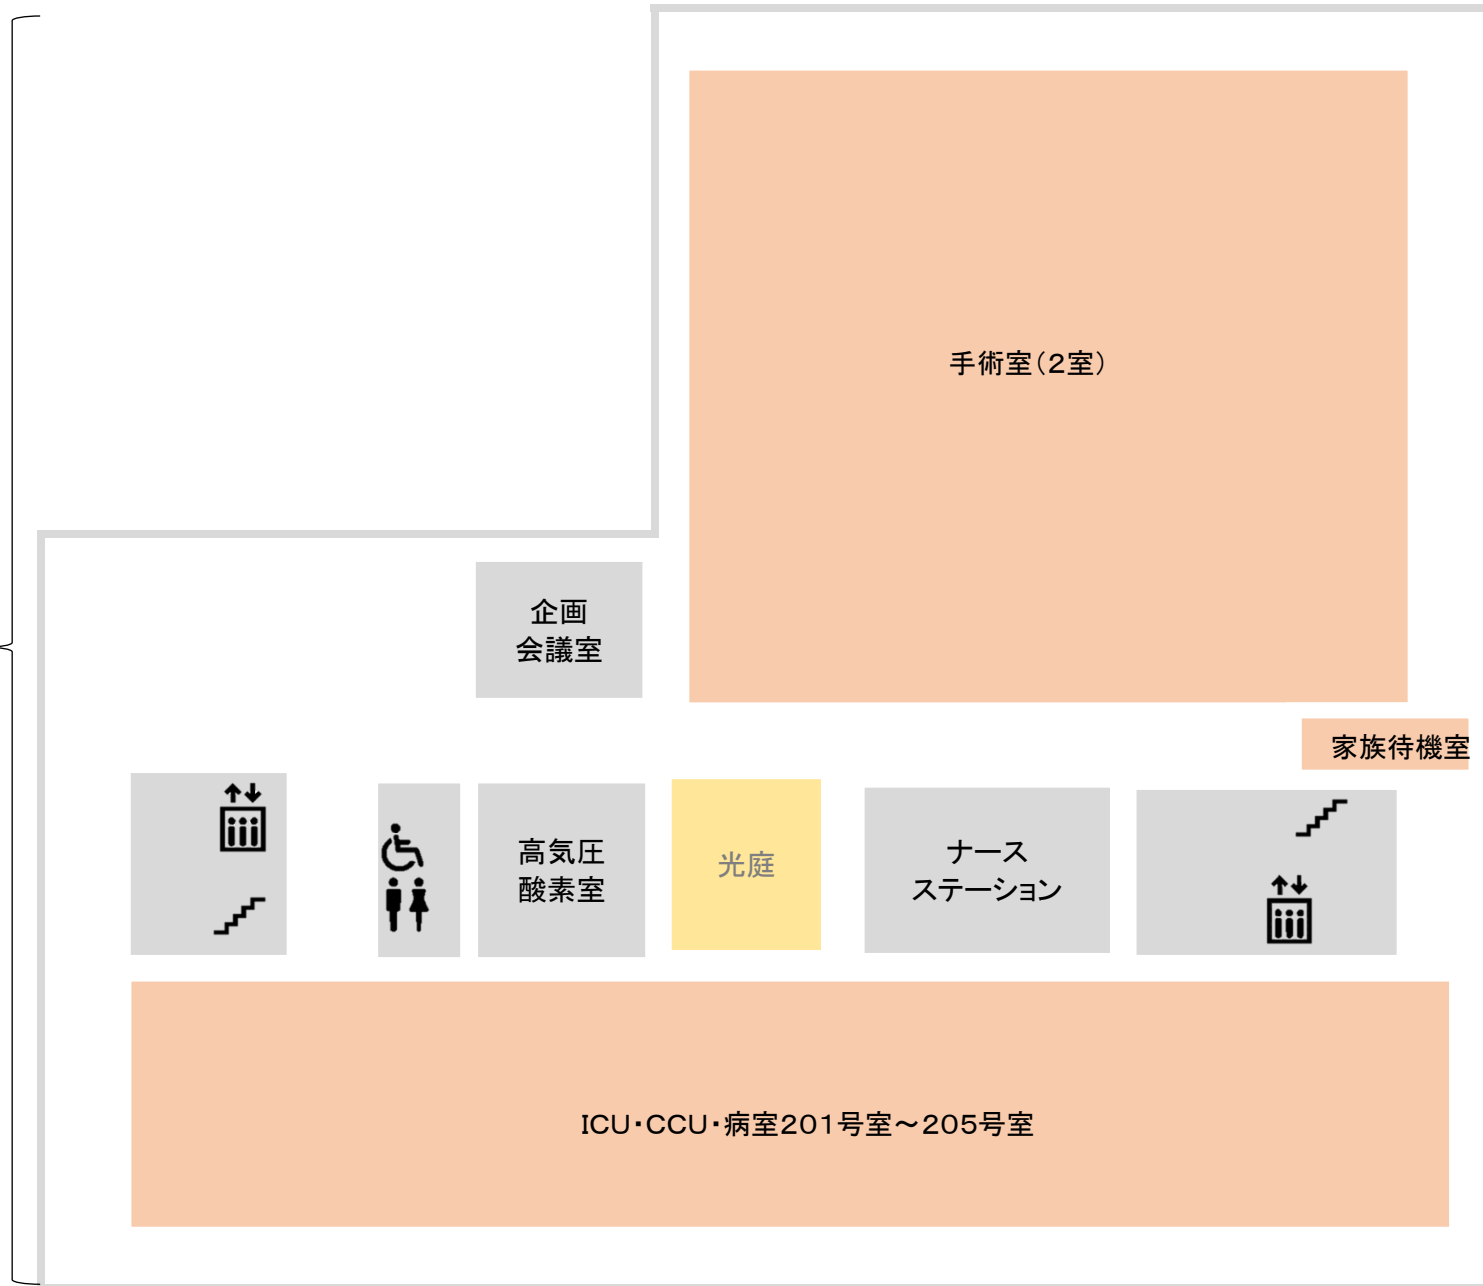 手術室（２室）
企画
会議室
家族待機室
高気圧
酸素室
光庭
ナース
ステーション
ICU・CCU・病室201号室～205号室